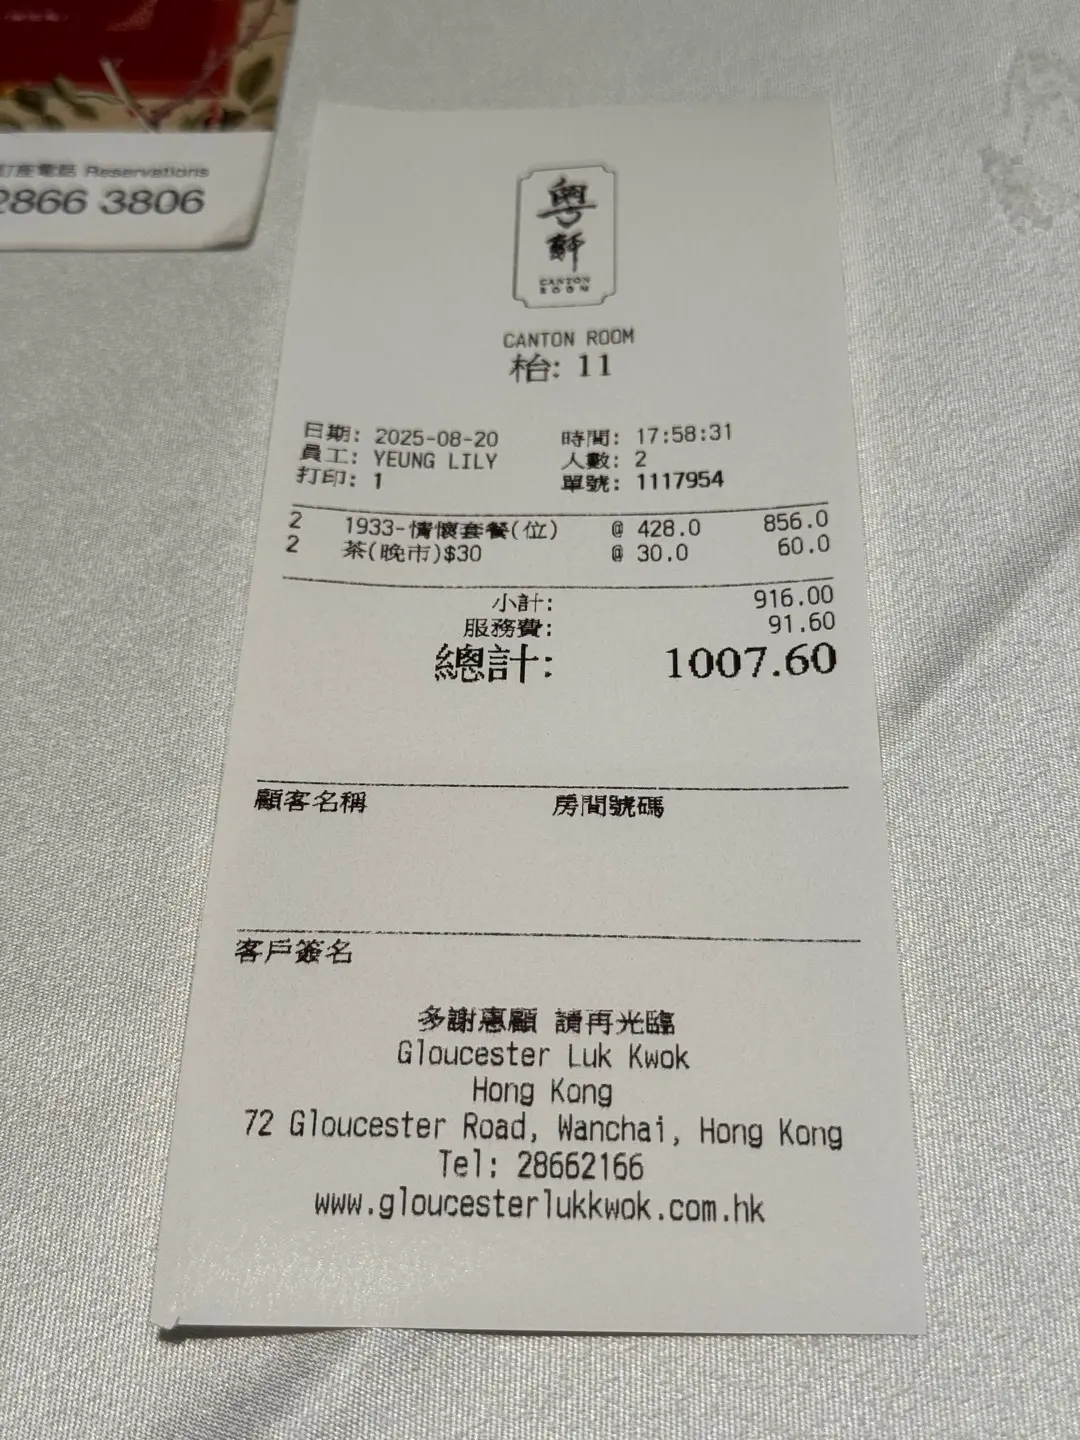 訂座電話 Reservations
2866 3806
粵
軒
CANTON
ROOM
CANTON ROOM
枱: 11
日期: 2025-08-20 時間: 17:58:31
員工: YEUNG LILY 人數: 2
打印: 1 單號: 1117954
2 1933-情懷套餐(位) @ 428.0 856.0
2 茶(晚市)$30 @ 30.0 60.0
小計: 916.00
服務費: 91.60
總計: 1007.60
顧客名稱 房間號碼
客戶簽名
多謝惠顧 請再光臨
Gloucester Luk Kwok
Hong Kong
72 Gloucester Road, Wanchai, Hong Kong
Tel: 28662166
www.gloucesterlukkwok.com.hk